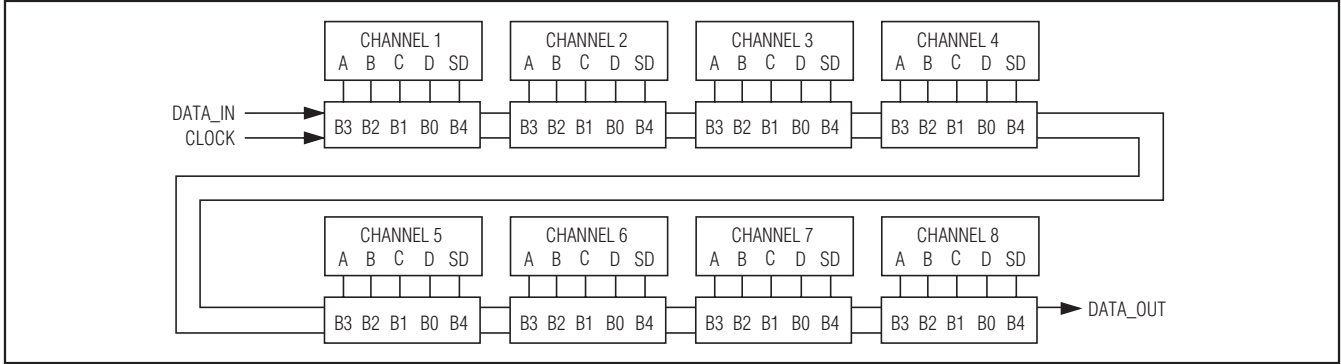 CHANNEL 1 CHANNEL 2 CHANNEL 3 CHANNEL 4
A B C D SD A B C D SD A B C D SD A B C D SD
DATA_IN
B3 B2 B1 B0 B4 B3 B2 B1 B0 B4 B3 B2 B1 B0 B4 B3 B2 B1 B0 B4
CLOCK
CHANNEL 5 CHANNEL 6 CHANNEL 7 CHANNEL 8
A B C D SD A B C D SD A B C D SD A B C D SD
DATA_OUT
B3 B2 B1 B0 B4 B3 B2 B1 B0 B4 B3 B2 B1 B0 B4 B3 B2 B1 B0 B4